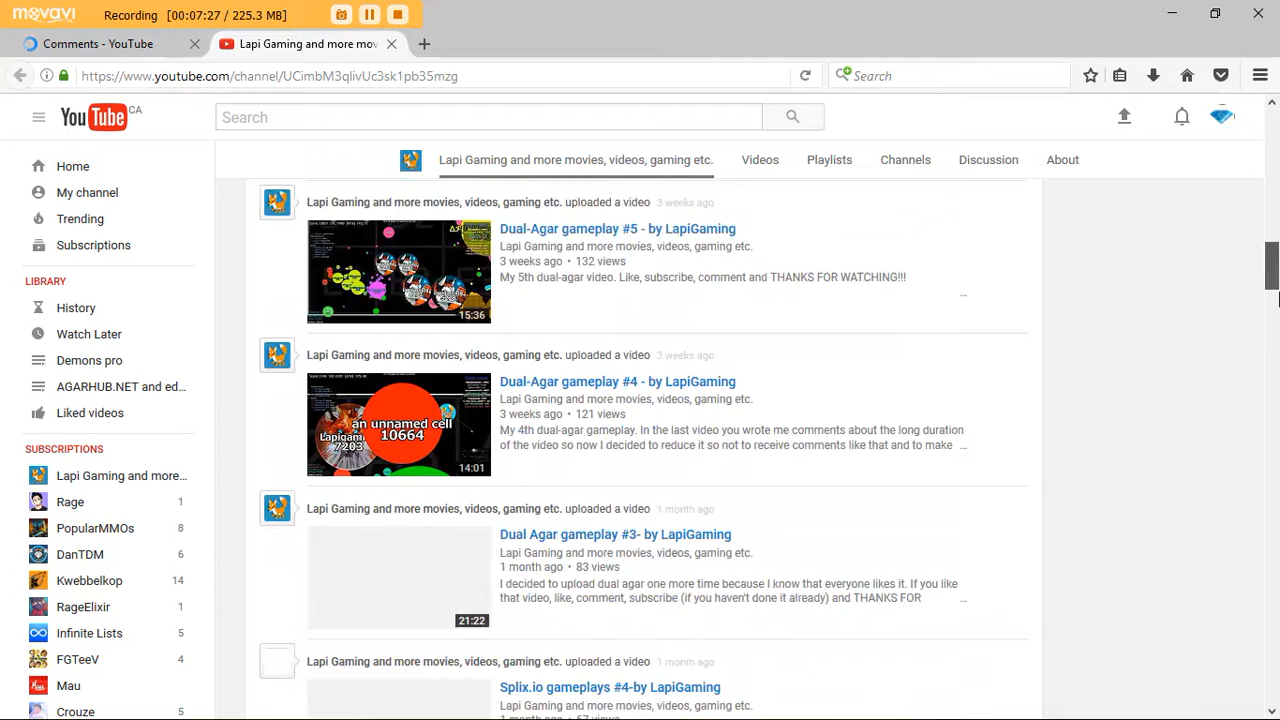 movavi Recording [00:07:27 / 225.3 MB]
Comments - YouTube
Lapi Gaming and more mov
https://www.youtube.com/channel/UCimbM3qlivUc3sk1pb35mzg
Search
YouTube CA
Search
Lapi Gaming and more movies, videos, gaming etc. Videos Playlists Channels Discussion About
Home
My channel
Trending
Subscriptions
LIBRARY
History
Watch Later
Demons pro
AGARHUB.NET and ed...
Liked videos
SUBSCRIPTIONS
Lapi Gaming and more...
Rage 1
PopularMMOs 8
DanTDM 6
Kwebbelkop 14
RageElixir 1
Infinite Lists 5
FGTeeV 4
Mau
Crouze 5
Lapi Gaming and more movies, videos, gaming etc. uploaded a video 3 weeks ago
15:36
Dual-Agar gameplay #5 - by LapiGaming
Lapi Gaming and more movies, videos, gaming etc.
3 weeks ago • 132 views
My 5th dual-agar video. Like, subscribe, comment and THANKS FOR WATCHING!!!
...
Lapi Gaming and more movies, videos, gaming etc. uploaded a video 3 weeks ago
an unnamed cell
10664
Lapigam
7203
14:01
Dual-Agar gameplay #4 - by LapiGaming
Lapi Gaming and more movies, videos, gaming etc.
3 weeks ago • 121 views
My 4th dual-agar gameplay. In the last video you wrote me comments about the long duration
of the video so now I decided to reduce it so not to receive comments like that and to make ...
Lapi Gaming and more movies, videos, gaming etc. uploaded a video 1 month ago
21:22
Dual Agar gameplay #3- by LapiGaming
Lapi Gaming and more movies, videos, gaming etc.
1 month ago • 83 views
I decided to upload dual agar one more time because I know that everyone likes it. If you like
that video, like, comment, subscribe (if you haven't done it already) and THANKS FOR ...
Lapi Gaming and more movies, videos, gaming etc. uploaded a video 1 month ago
Splix.io gameplays #4-by LapiGaming
1 month ago • 67 views